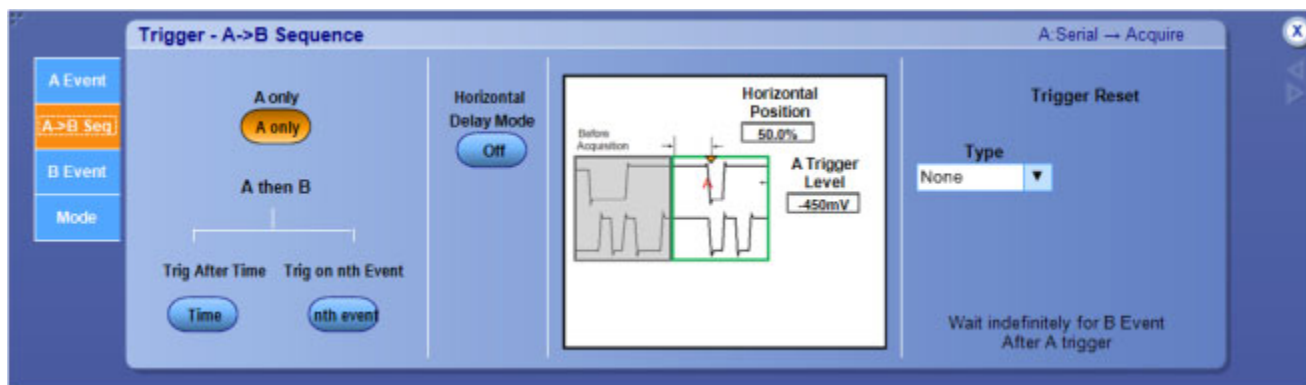 Trigger - A->B Sequence
A:Serial → Acquire
X
A Event
A->B Seq
B Event
Mode
A only
A only
A then B
Trig After Time
Trig on nth Event
Time
nth event
Horizontal
Delay Mode
Off
Before
Acquisition
Horizontal
Position
50.0%
A
A Trigger
Level
-450mV
Trigger Reset
Type
None
Wait indefinitely for B Event
After A trigger